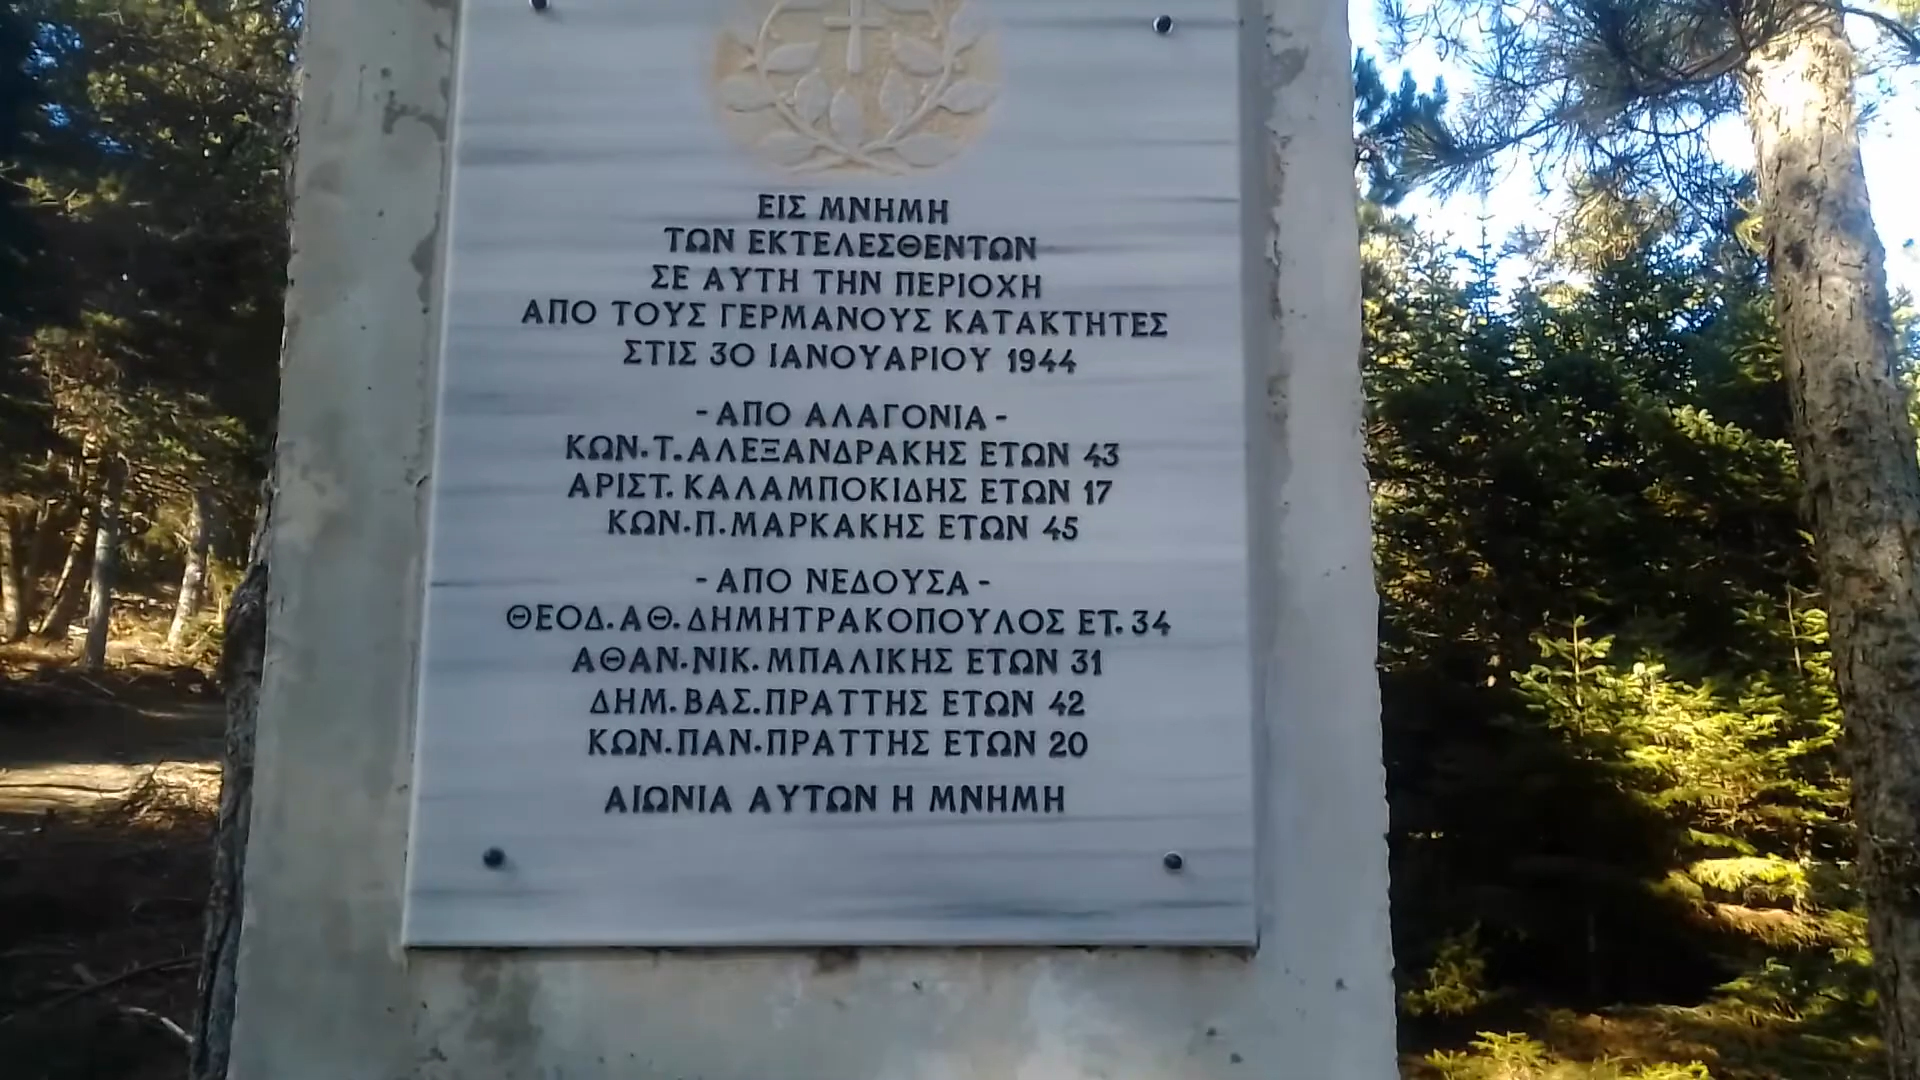 ΕΙΣ ΜΝΗΜΗ
ΤΩΝ ΕΚΤΕΛΕΣΘΕΝΤΩΝ
ΣΕ ΑΥΤΗ ΤΗΝ ΠΕΡΙΟΧΗ
ΑΠΟ ΤΟΥΣ ΓΕΡΜΑΝΟΥΣ ΚΑΤΑΚΤΗΤΕΣ
ΣΤΙΣ 30 ΙΑΝΟΥΑΡΙΟΥ 1944
- ΑΠΟ ΑΛΑΓΟΝΙΑ -
ΚΩΝ. Τ. ΑΛΕΞΑΝΔΡΑΚΗΣ ΕΤΩΝ 43
ΑΡΙΣΤ. ΚΑΛΑΜΠΟΚΙΔΗΣ ΕΤΩΝ 17
ΚΩΝ. Π. ΜΑΡΚΑΚΗΣ ΕΤΩΝ 45
- ΑΠΟ ΝΕΔΟΥΣΑ -
ΘΕΟΔ. ΑΘ. ΔΗΜΗΤΡΑΚΟΠΟΥΛΟΣ ΕΤ. 34
ΑΘΑΝ. ΝΙΚ. ΜΠΑΛΙΚΗΣ ΕΤΩΝ 31
ΔΗΜ. ΒΑΣ. ΠΡΑΤΤΗΣ ΕΤΩΝ 42
ΚΩΝ. ΠΑΝ. ΠΡΑΤΤΗΣ ΕΤΩΝ 20
ΑΙΩΝΙΑ ΑΥΤΩΝ Η ΜΝΗΜΗ